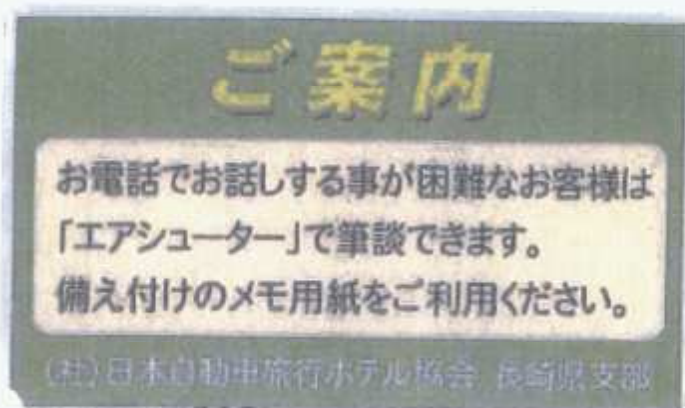 ご案内
お電話でお話しする事が困難なお客様は
「エアシューター」で筆談できます。
備え付けのメモ用紙をご利用ください。
(社)日本自動車旅行ホテル協会 長崎県支部